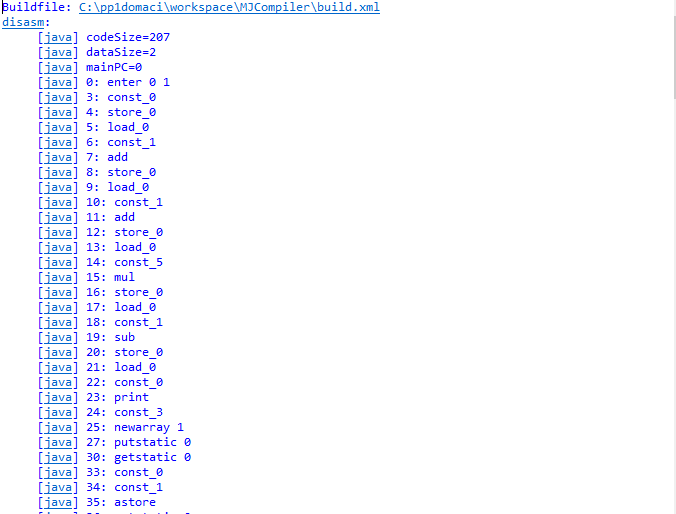 Buildfile: C:\pp1domaci\workspace\MJCompiler\build.xml
disasm:
[java] codeSize=207
[java] dataSize=2
[java] mainPC=0
[java] 0: enter 0 1
[java] 3: const_0
[java] 4: store_0
[java] 5: load_0
[java] 6: const_1
[java] 7: add
[java] 8: store_0
[java] 9: load_0
[java] 10: const_1
[java] 11: add
[java] 12: store_0
[java] 13: load_0
[java] 14: const_5
[java] 15: mul
[java] 16: store_0
[java] 17: load_0
[java] 18: const_1
[java] 19: sub
[java] 20: store_0
[java] 21: load_0
[java] 22: const_0
[java] 23: print
[java] 24: const_3
[java] 25: newarray 1
[java] 27: putstatic 0
[java] 30: getstatic 0
[java] 33: const_0
[java] 34: const_1
[java] 35: astore